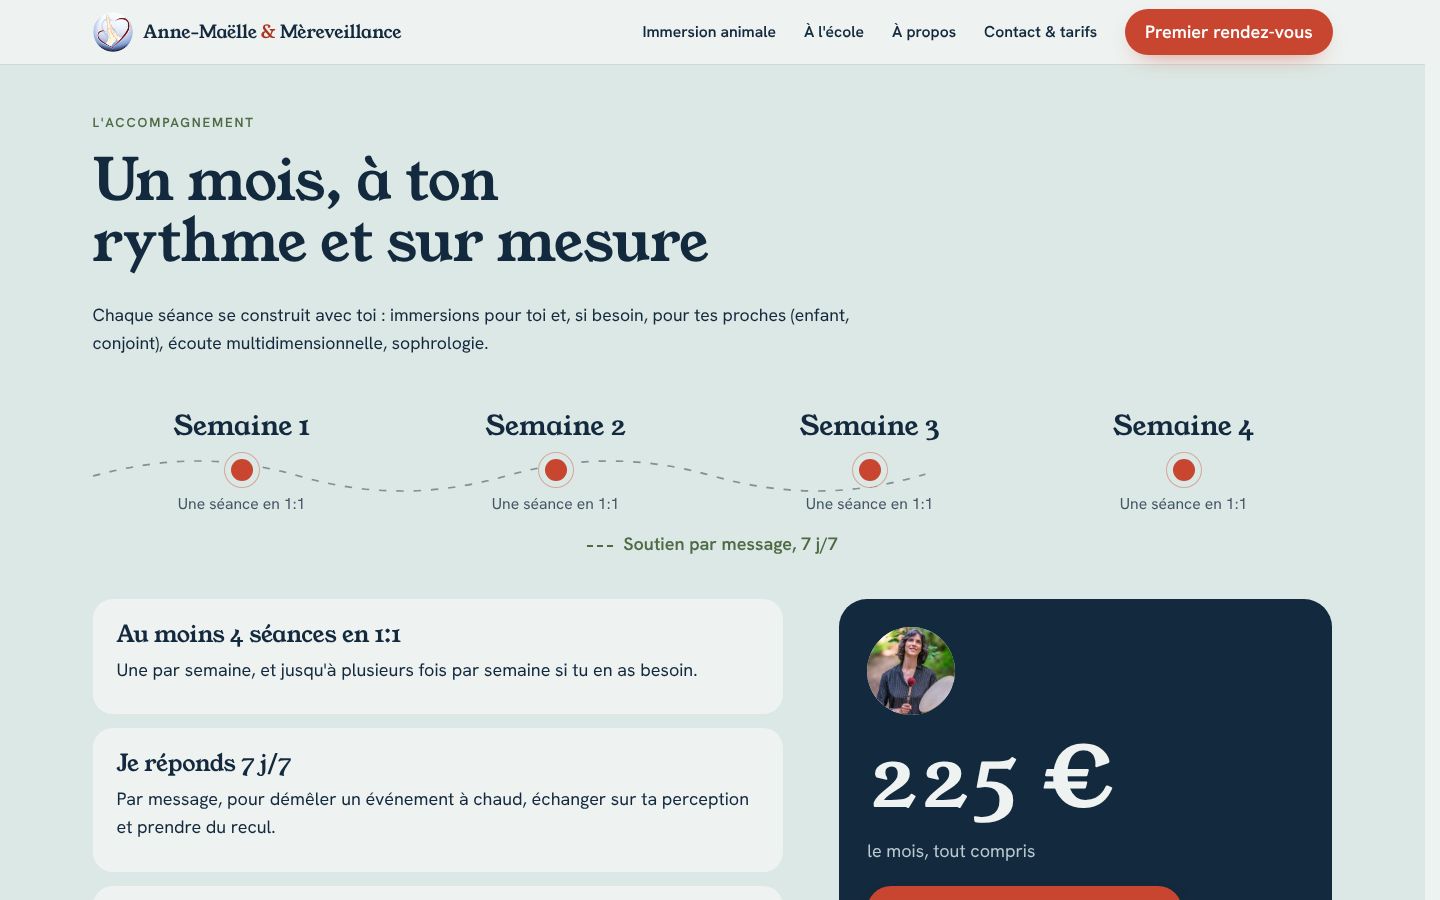 Anne-Maëlle & Mèreveillance
Immersion animale
À l'école
À propos
Contact & tarifs
Premier rendez-vous
L'ACCOMPAGNEMENT
Un mois, à ton
rythme et sur mesure
Chaque séance se construit avec toi : immersions pour toi et, si besoin, pour tes proches (enfant,
conjoint), écoute multidimensionnelle, sophrologie.
Semaine 1
Semaine 2
Semaine 3
Semaine 4
Une séance en 1:1
Une séance en 1:1
Une séance en 1:1
Une séance en 1:1
Soutien par message, 7 j/7
Au moins 4 séances en 1:1
Une par semaine, et jusqu'à plusieurs fois par semaine si tu en as besoin.
Je réponds 7 j/7
Par message, pour démêler un événement à chaud, échanger sur ta perception
et prendre du recul.
225 €
le mois, tout compris